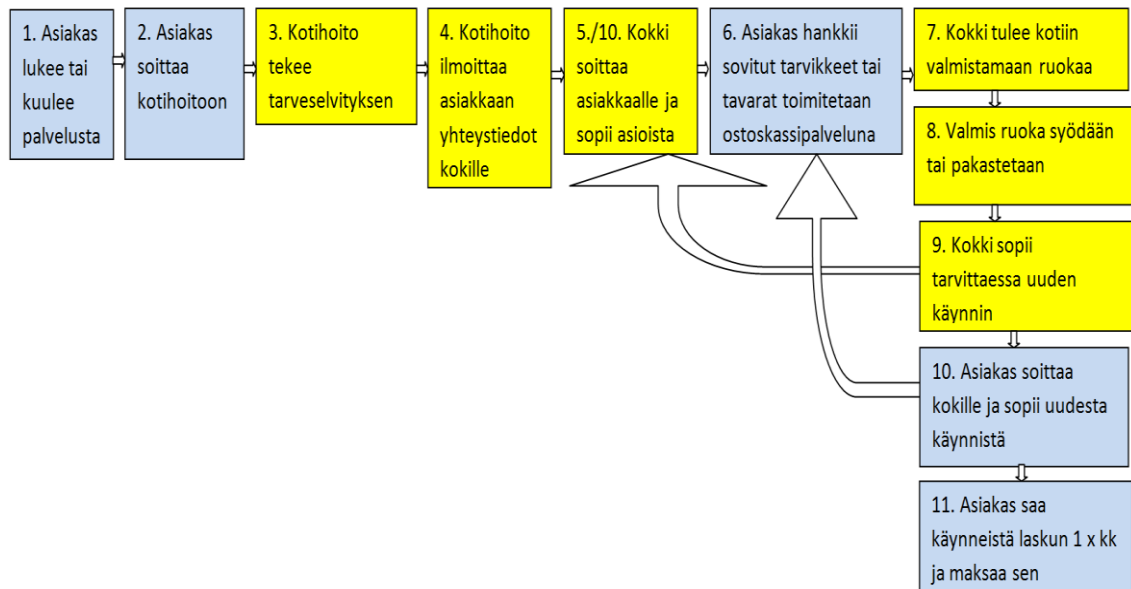 1. Asiakas
lukee tai
kuulee
palvelusta
2. Asiakas
soittaa
kotihoitoon
3. Kotihoito
tekee
tarveselvityksen
4. Kotihoito
ilmoittaa
asiakkaan
yhteystiedot
kokille
5./10. Kokki
soittaa
asiakkaalle ja
sopii asioista
6. Asiakas hankkii
sovitut tarvikkeet tai
tavarat toimitetaan
ostoskassipalveluna
7. Kokki tulee kotiin
valmistamaan ruokaa
8. Valmis ruoka syödään
tai pakastetaan
9. Kokki sopii
tarvittaessa uuden
käynnin
10. Asiakas soittaa
kokille ja sopii uudesta
käynnistä
11. Asiakas saa
käynneistä laskun 1 x kk
ja maksaa sen